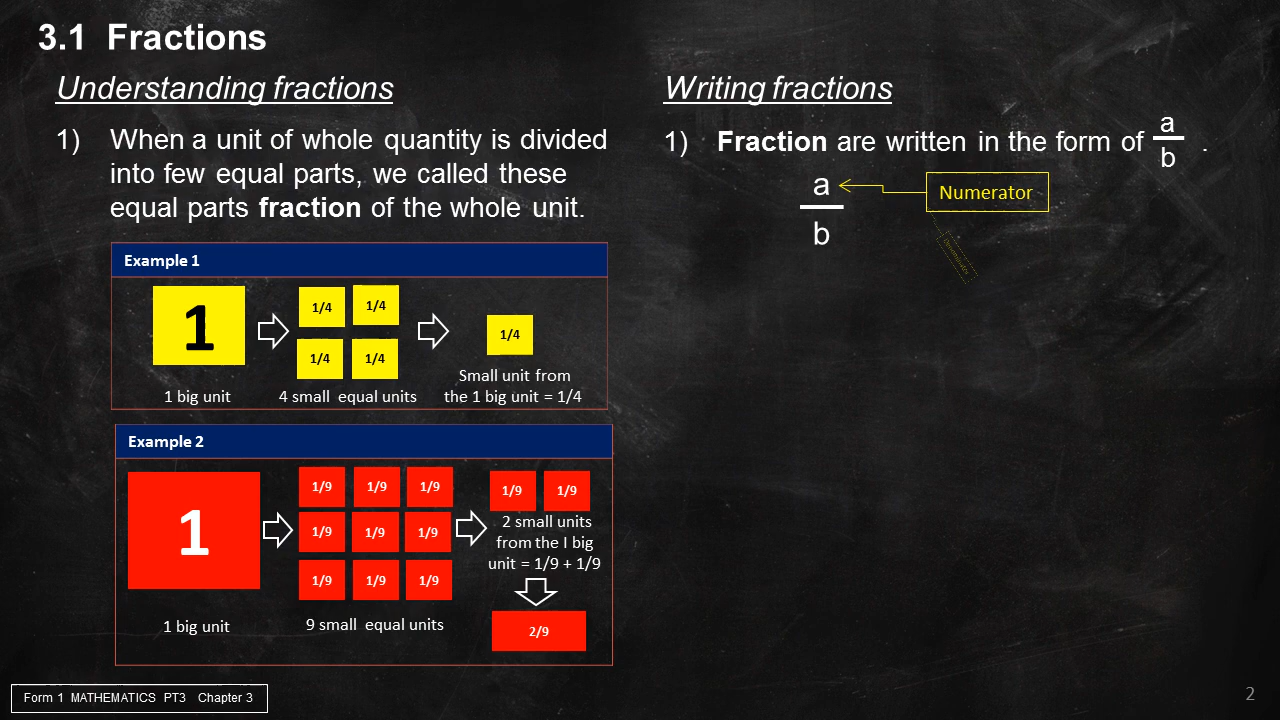 3.1 Fractions
Understanding fractions
1) When a unit of whole quantity is divided
into few equal parts, we called these
equal parts fraction of the whole unit.
Example 1
1
1/4 1/4
1/4 1/4
1/4
1 big unit
4 small equal units
Small unit from
the 1 big unit = 1/4
Example 2
1
1/9 1/9 1/9
1/9 1/9 1/9
1/9 1/9 1/9
1/9 1/9
2 small units
from the I big
unit = 1/9 + 1/9
2/9
1 big unit
9 small equal units
Writing fractions
1) Fraction are written in the form of a/b .
a
b
Numerator
Form 1 MATHEMATICS PT3 Chapter 3
2